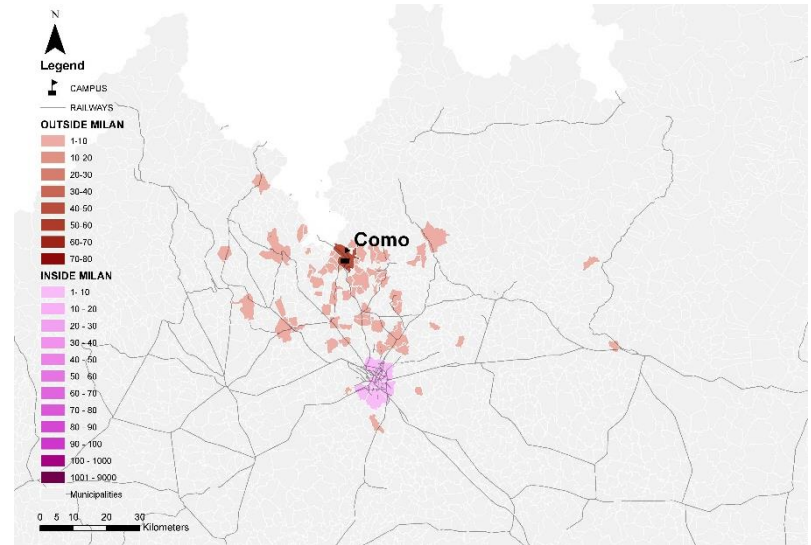 N
Legend
CAMPUS
RAILWAYS
OUTSIDE MILAN
1-10
10-20
20-30
30-40
40-50
50-60
60-70
70-80
INSIDE MILAN
1- 10
10 - 20
20 - 30
30 - 40
40 - 50
50 - 60
60 - 70
70 - 80
80 - 90
90 - 100
100 - 1000
1001 - 9000
Municipalities
0 5 10 20 30
Kilometers
Como